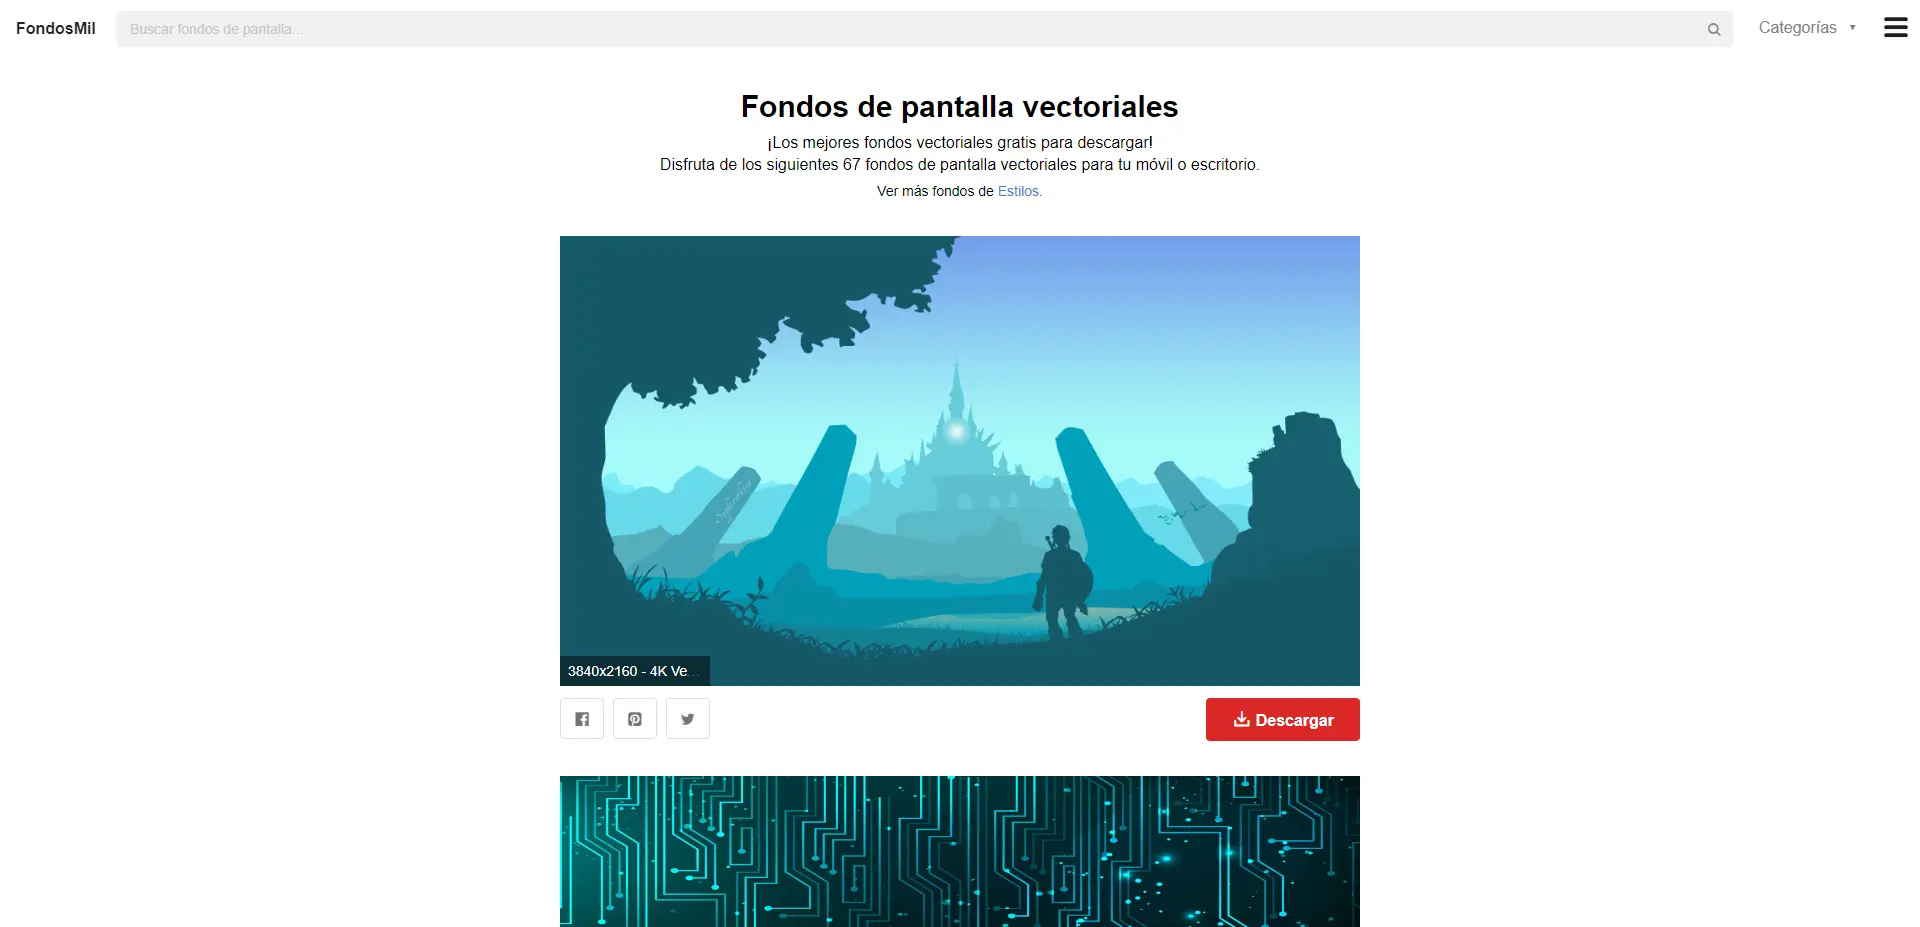 FondosMil
Buscar fondos de pantalla...
Categorías
Fondos de pantalla vectoriales
¡Los mejores fondos vectoriales gratis para descargar!
Disfruta de los siguientes 67 fondos de pantalla vectoriales para tu móvil o escritorio.
Ver más fondos de Estilos.
3840x2160 - 4K Ve...
Descargar